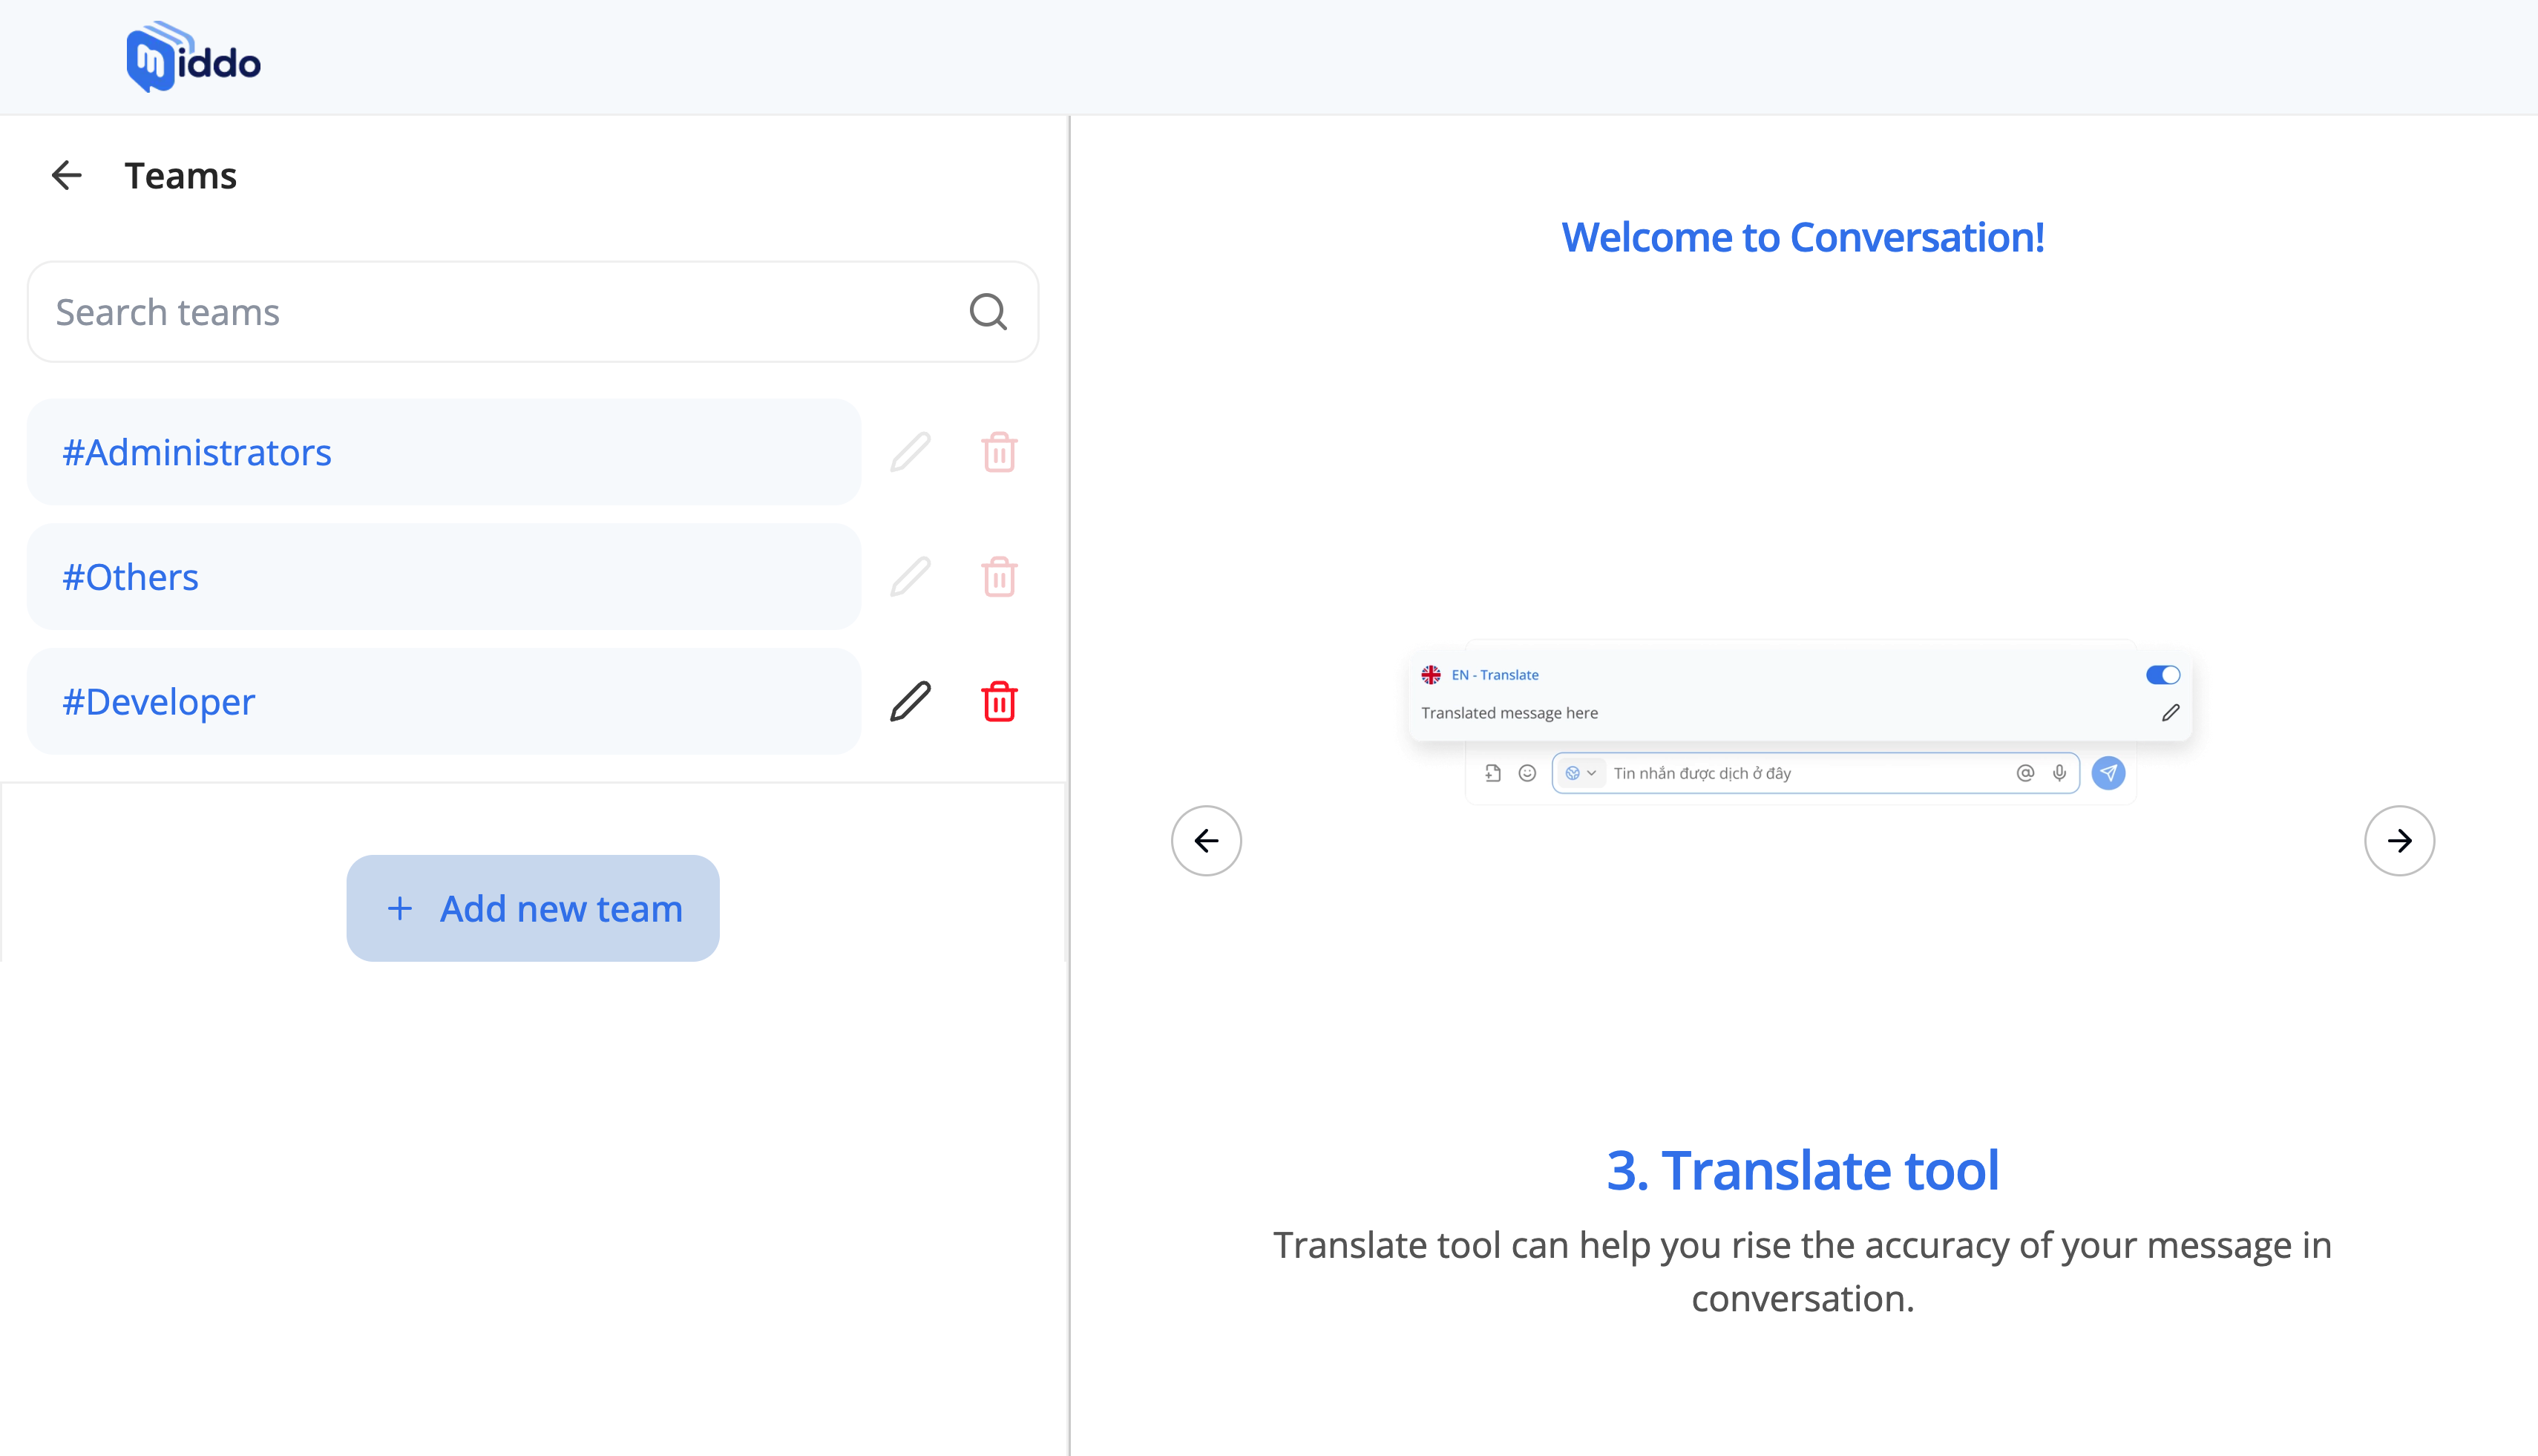 middo
Teams
Search teams
#Administrators
#Others
#Developer
+ Add new team
Welcome to Conversation!
EN - Translate
Translated message here
Tin nhắn được dịch ở đây
3. Translate tool
Translate tool can help you rise the accuracy of your message in
conversation.